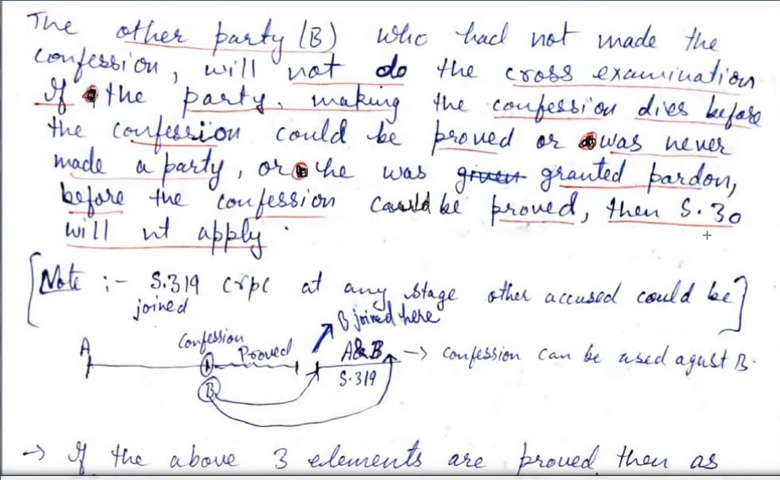 The other party (B) who had not made the
confession, will not do the cross examination.
If the party, making the confession dies before
the confession could be proved or was never
made a party, or he was given granted pardon,
before the confession could be proved, then S.30
will nt apply.
[Note :- S.319 crpc at any stage other accused could be]
joined
B joined here
Confession
A Proved A&B → confession can be used agust B.
S.319
B
→ If the above 3 elements are proved then as